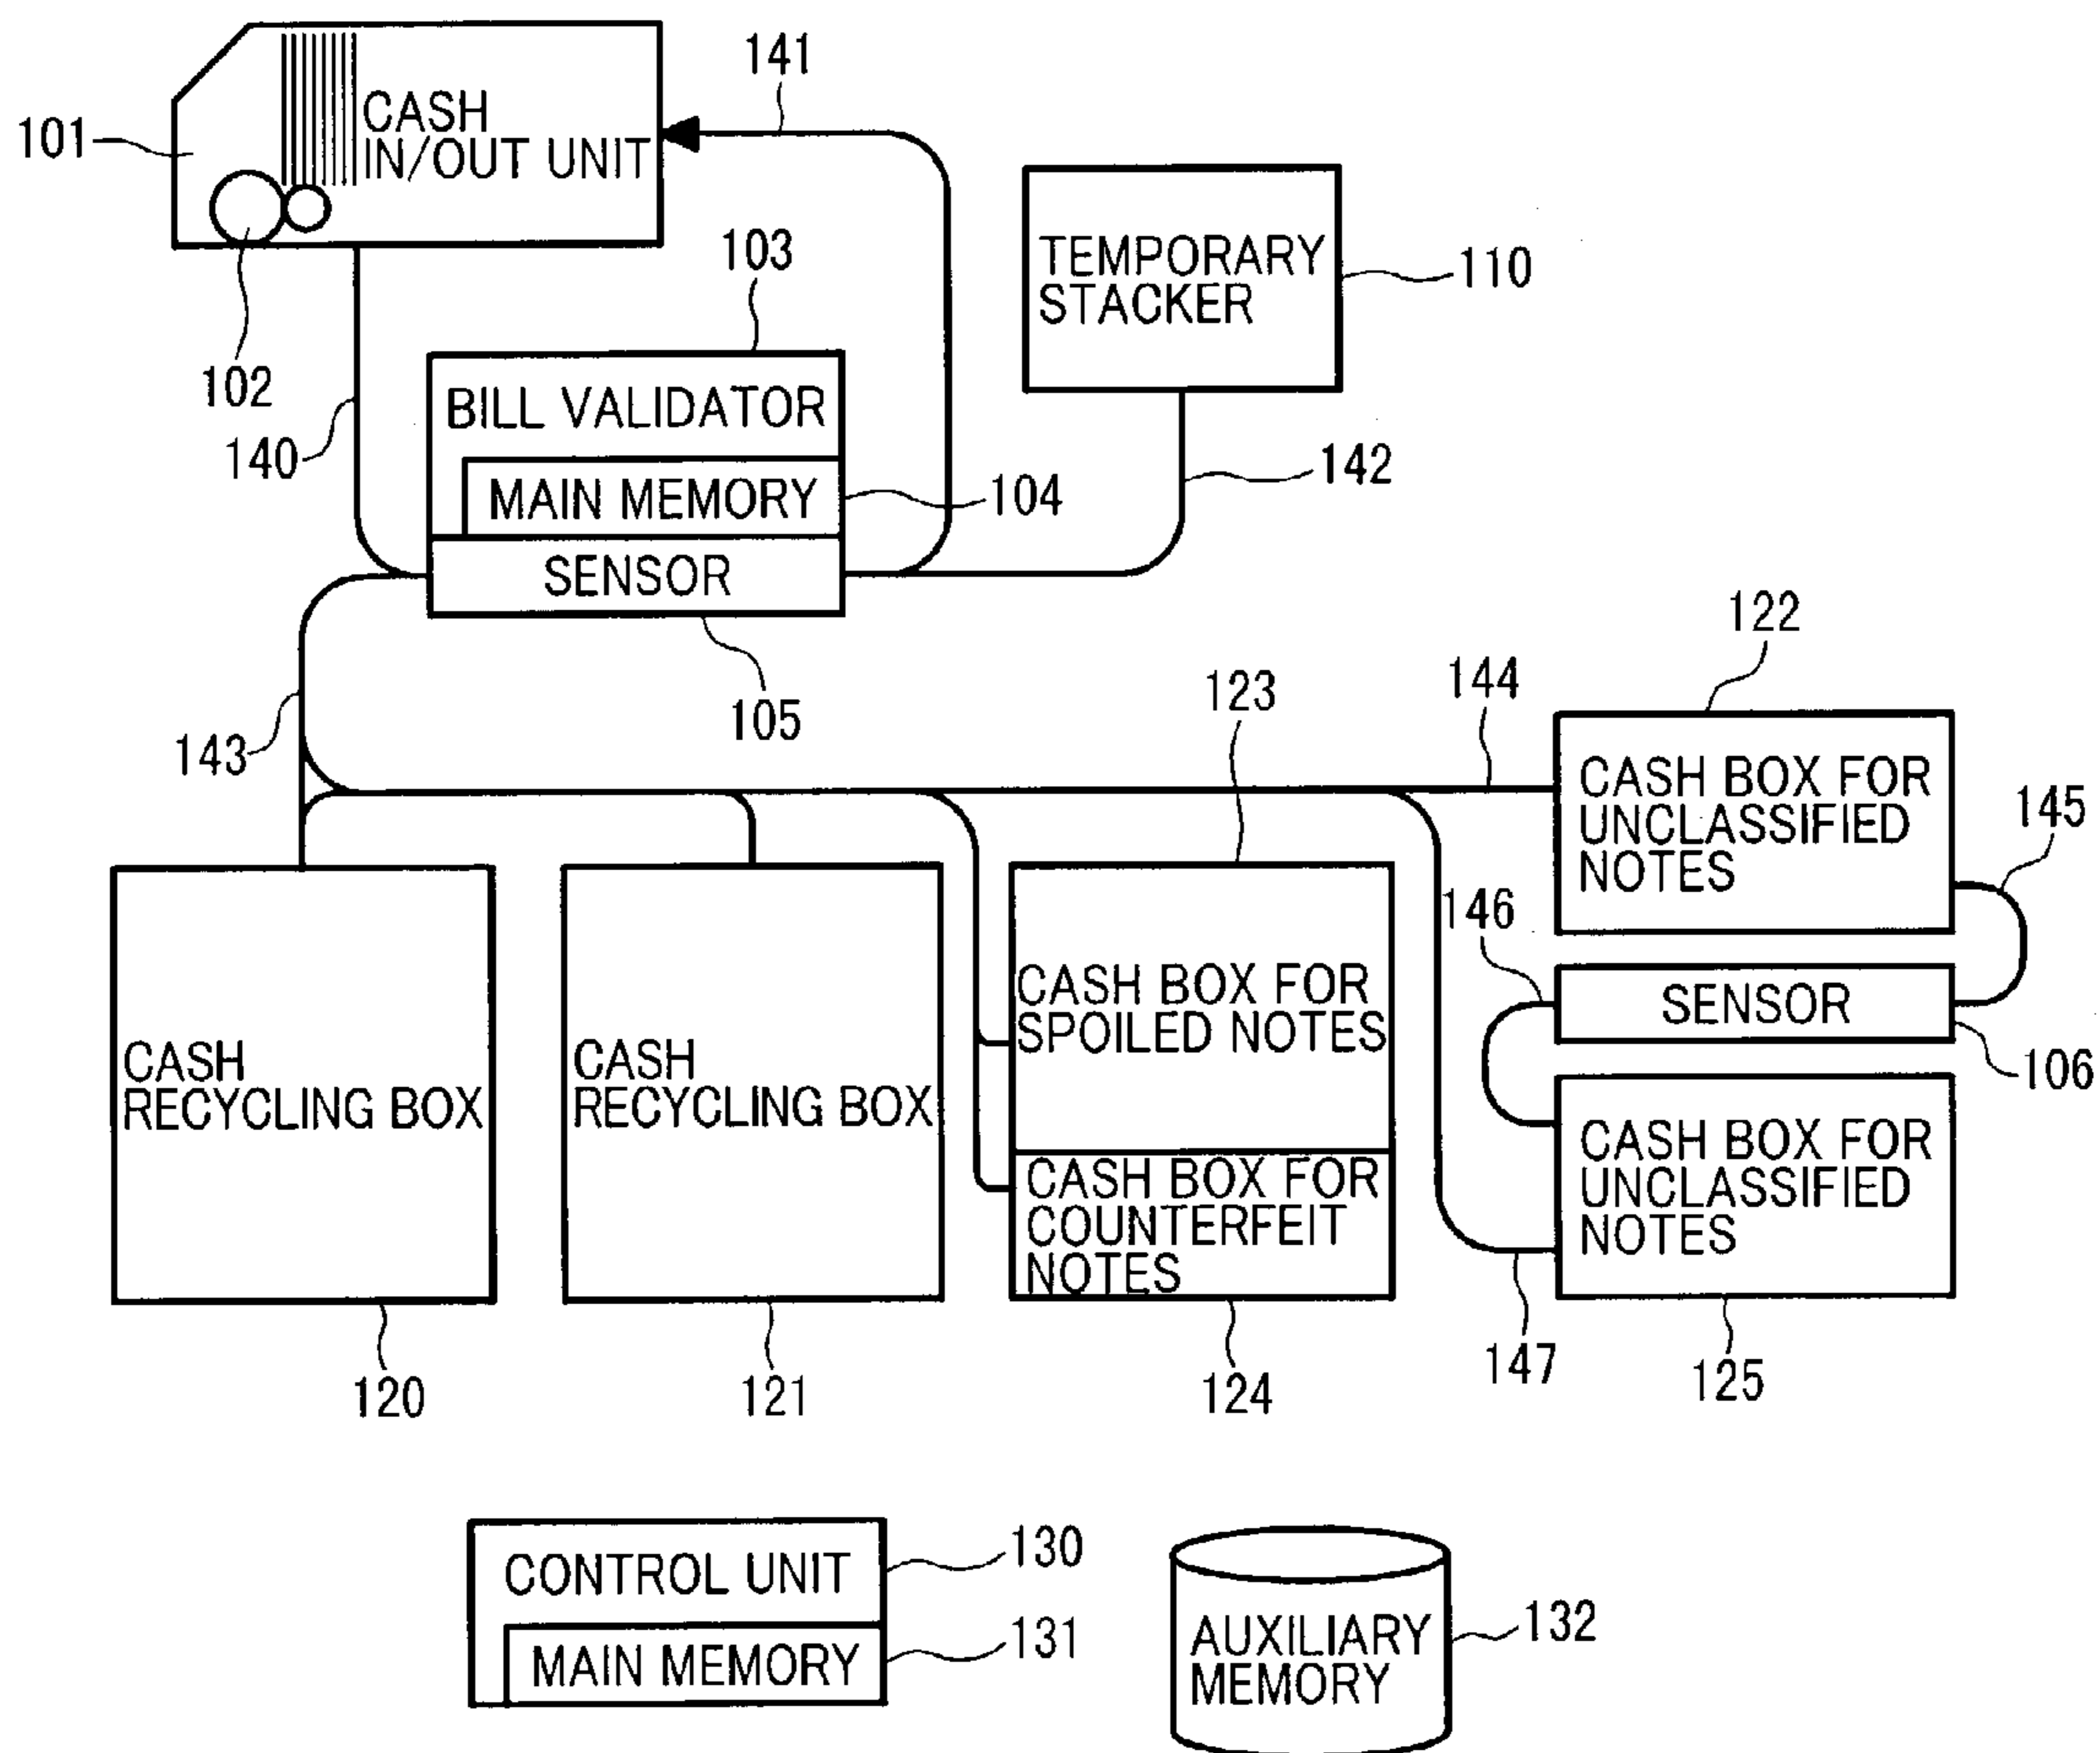 141
CASH
IN/OUT UNIT
101
103
TEMPORARY
STACKER
110
102
BILL VALIDATOR
140
142
MAIN MEMORY
104
SENSOR
122
123
144
105
143
CASH BOX FOR
UNCLASSIFIED
NOTES
145
146
CASH BOX FOR
SPOILED NOTES
SENSOR
106
CASH
RECYCLING BOX
CASH
RECYCLING BOX
CASH BOX FOR
UNCLASSIFIED
NOTES
CASH BOX FOR
COUNTERFEIT
NOTES
147
120
121
124
125
CONTROL UNIT
130
MAIN MEMORY
131
AUXILIARY
MEMORY
132